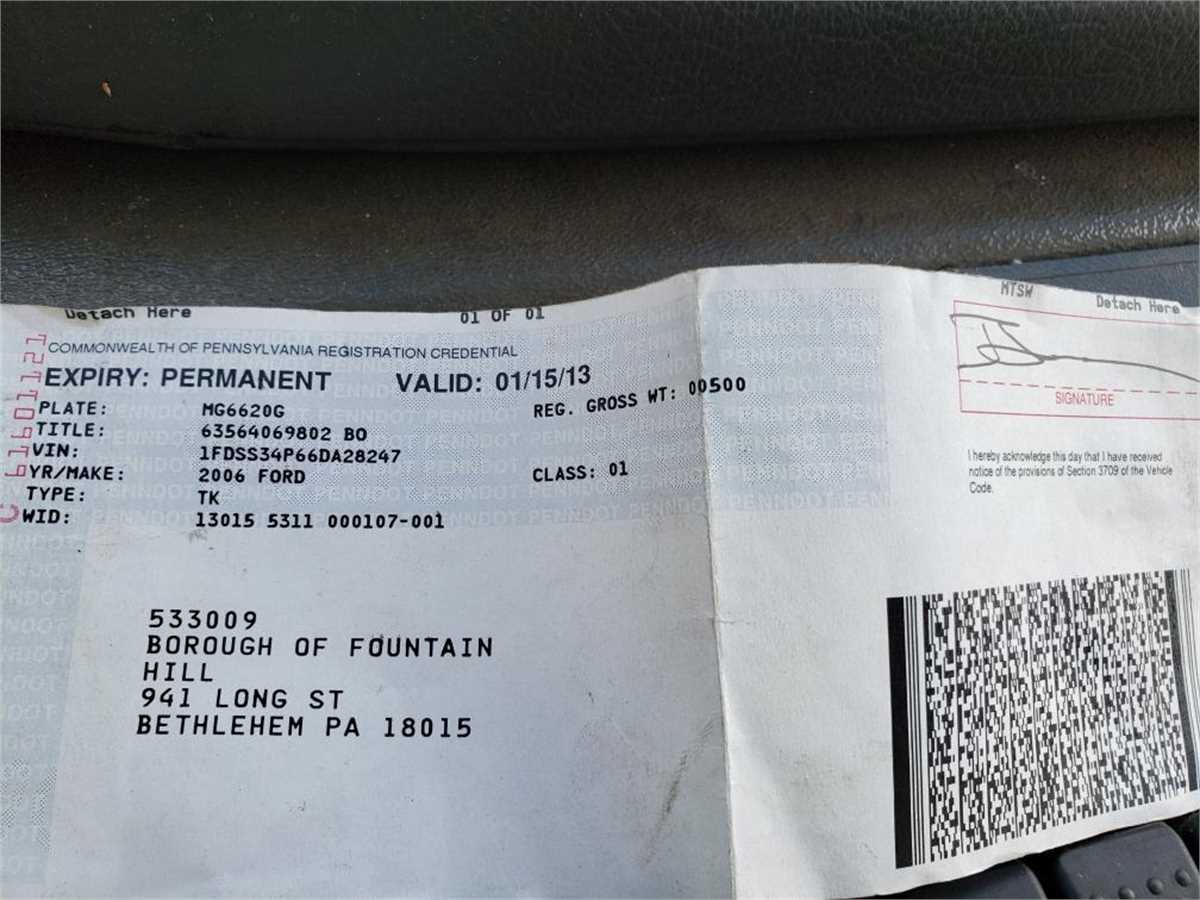 Detach Here 01 OF 01 MTSW Detach Here
COMMONWEALTH OF PENNSYLVANIA REGISTRATION CREDENTIAL
EXPIRY: PERMANENT VALID: 01/15/13
PLATE: MG6620G REG. GROSS WT: 00500
TITLE: 63564069802 BO
VIN: 1FDSS34P66DA28247
YR/MAKE: 2006 FORD CLASS: 01
TYPE: TK
WID: 13015 5311 000107-001
533009
BOROUGH OF FOUNTAIN
HILL
941 LONG ST
BETHLEHEM PA 18015
SIGNATURE
I hereby acknowledge this day that I have received
notice of the provisions of Section 3709 of the Vehicle
Code.